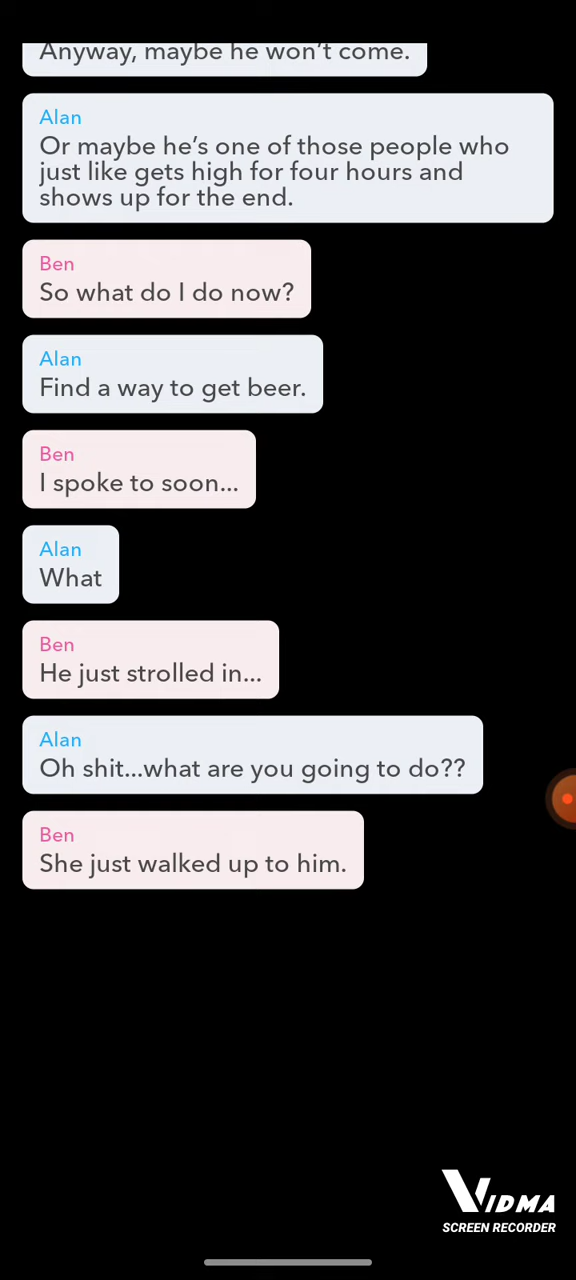 Anyway, maybe he won't come.
Alan
Or maybe he's one of those people who
just like gets high for four hours and
shows up for the end.
Ben
So what do I do now?
Alan
Find a way to get beer.
Ben
I spoke to soon...
Alan
What
Ben
He just strolled in...
Alan
Oh shit...what are you going to do??
Ben
She just walked up to him.
VIDMA
SCREEN RECORDER